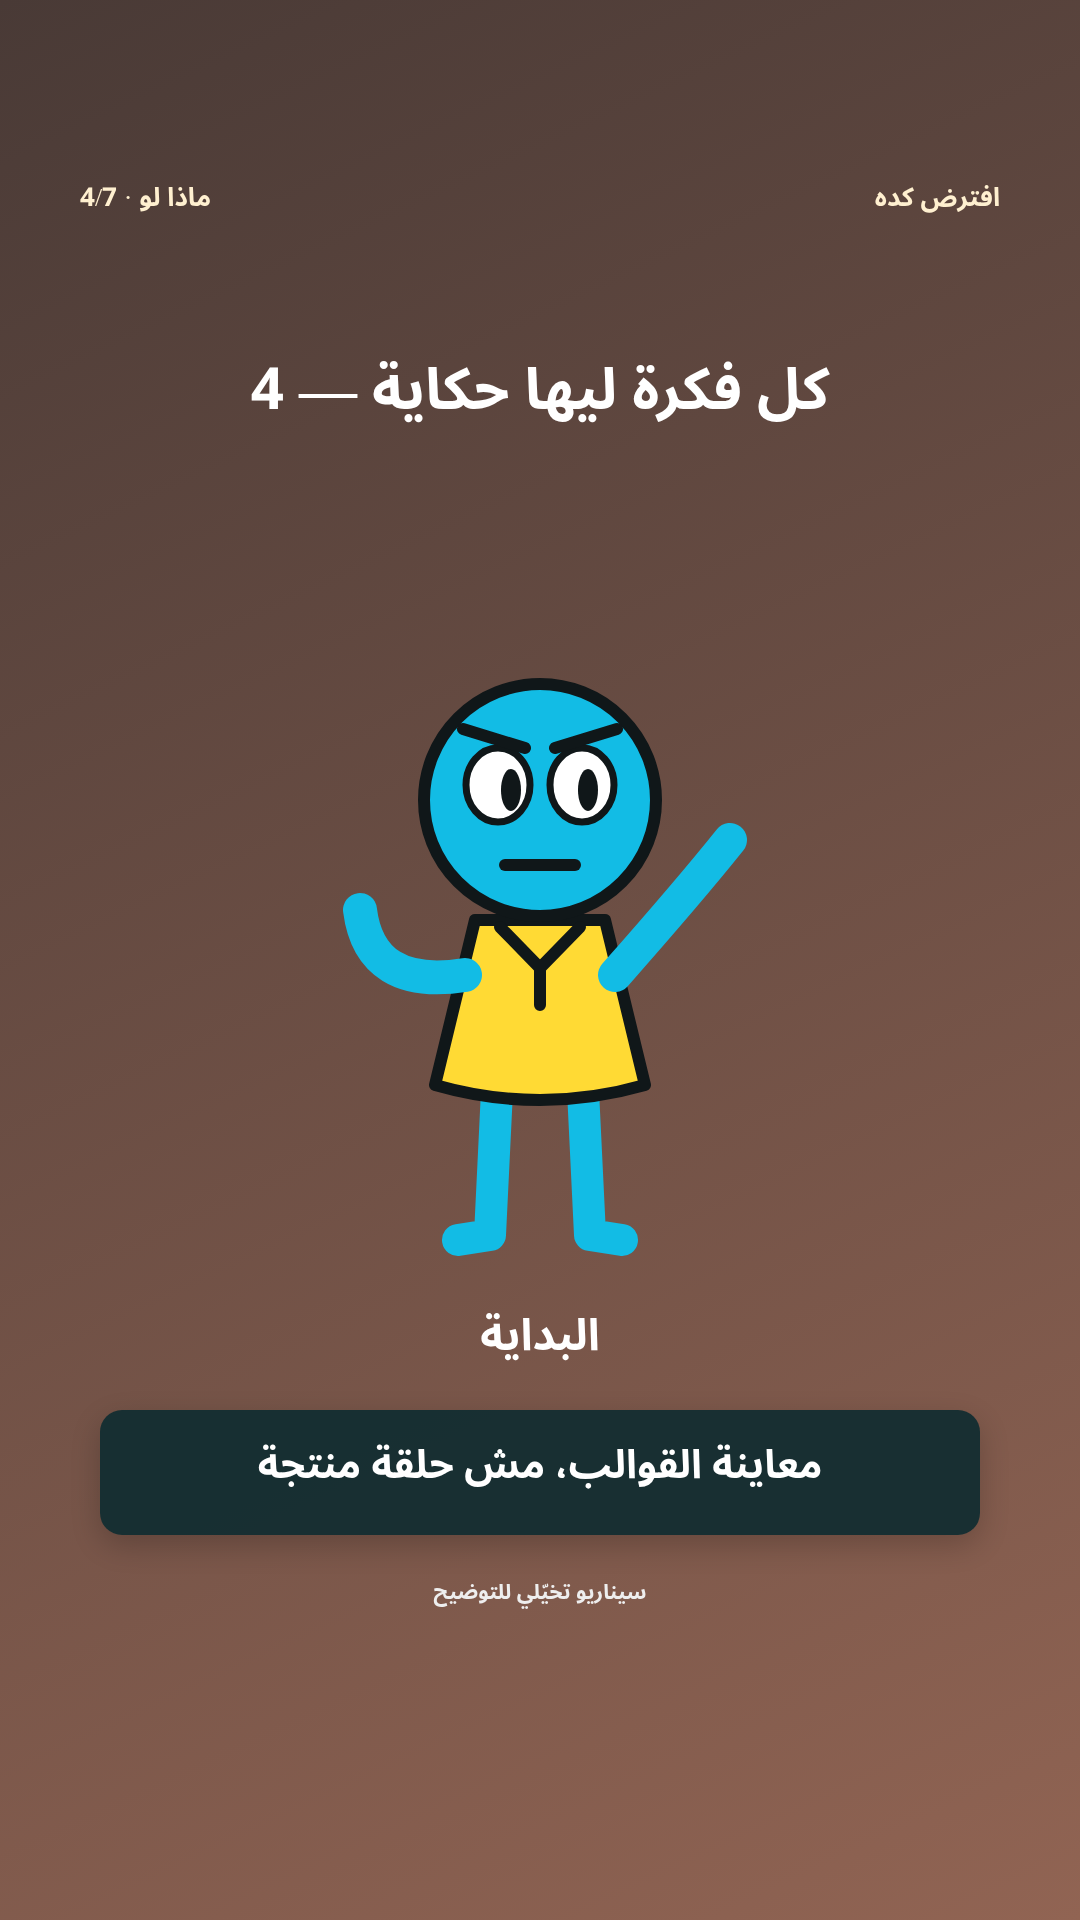 افترض كده
ماذا لو · 4/7
كل فكرة ليها حكاية — 4
البداية
معاينة القوالب، مش حلقة منتجة
سيناريو تخيّلي للتوضيح